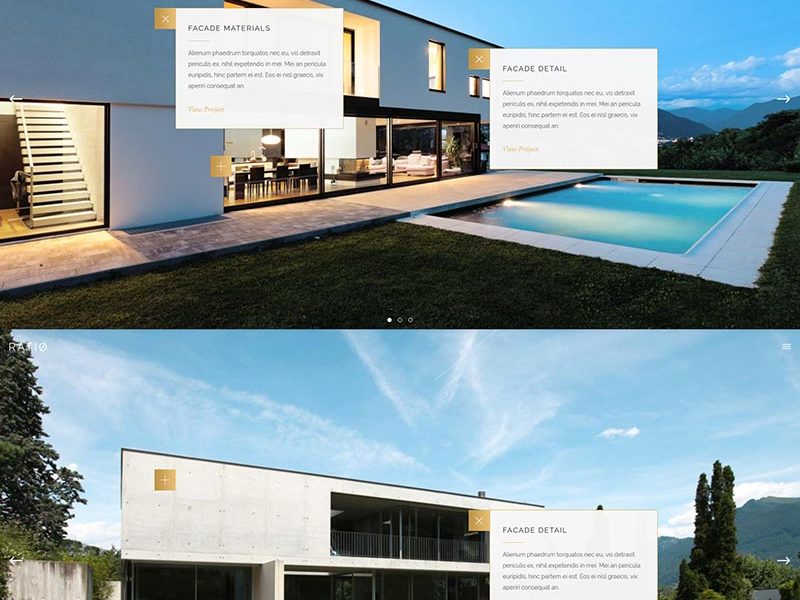 FACADE MATERIALS
Alienum phaedrum torquatos nec eu, vis detraxit
periculis ex, nihil expetendis in mei. Mei an pericula
euripidis, hinc partem ei est. Eos ei nisl graecis, vix
aperiri consequat an.
View Project
FACADE DETAIL
Alienum phaedrum torquatos nec eu, vis detraxit
periculis ex, nihil expetendis in mei. Mei an pericula
euripidis, hinc partem ei est. Eos ei nisl graecis, vix
aperiri consequat an.
View Project
RATIØ
FACADE DETAIL
Alienum phaedrum torquatos nec eu, vis detraxit
periculis ex, nihil expetendis in mei. Mei an pericula
euripidis, hinc partem ei est. Eos ei nisl graecis, vix
aperiri consequat an.